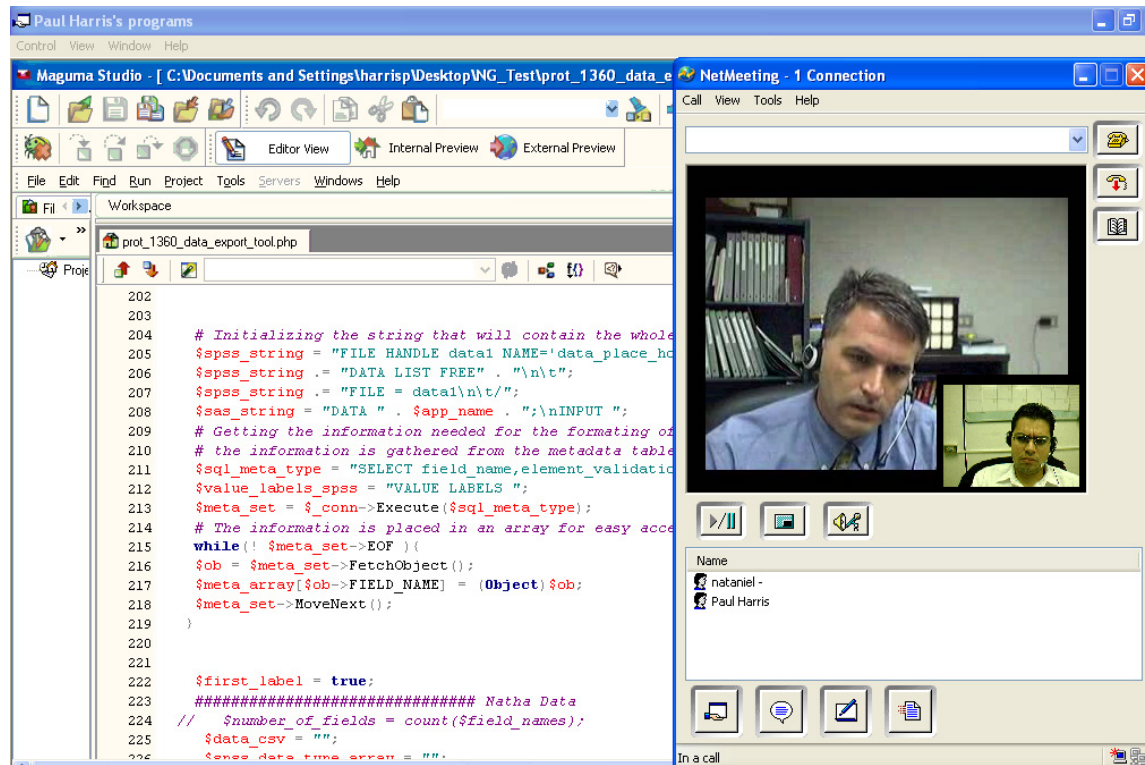 Paul Harris's programs
Control View Window Help
Maguma Studio - [ C:\Documents and Settings\harrisp\Desktop\NG_Test\prot_1360_data_e
Editor View Internal Preview External Preview
File Edit Find Run Project Tools Servers Windows Help
Fil
Workspace
prot_1360_data_export_tool.php
Proje
202
203
204 # Initializing the string that will contain the whole
205 $spss_string = "FILE HANDLE data1 NAME='data_place_ho
206 $spss_string .= "DATA LIST FREE" . "\n\t";
207 $spss_string .= "FILE = data1\n\t/";
208 $sas_string = "DATA " . $app_name . ";\nINPUT ";
209 # Getting the information needed for the formating of
210 # the information is gathered from the metadata table
211 $sql_meta_type = "SELECT field_name,element_validatio
212 $value_labels_spss = "VALUE LABELS ";
213 $meta_set = $_conn->Execute($sql_meta_type);
214 # The information is placed in an array for easy acce
215 while(! $meta_set->EOF ){
216 $ob = $meta_set->FetchObject();
217 $meta_array[$ob->FIELD_NAME] = (Object)$ob;
218 $meta_set->MoveNext();
219 }
220
221
222 $first_label = true;
223 ############################## Natha Data
224 // $number_of_fields = count($field_names);
225 $data_csv = "";
226 $spss_data_type_array = "";
NetMeeting - 1 Connection
Call View Tools Help
Name
nataniel -
Paul Harris
In a call